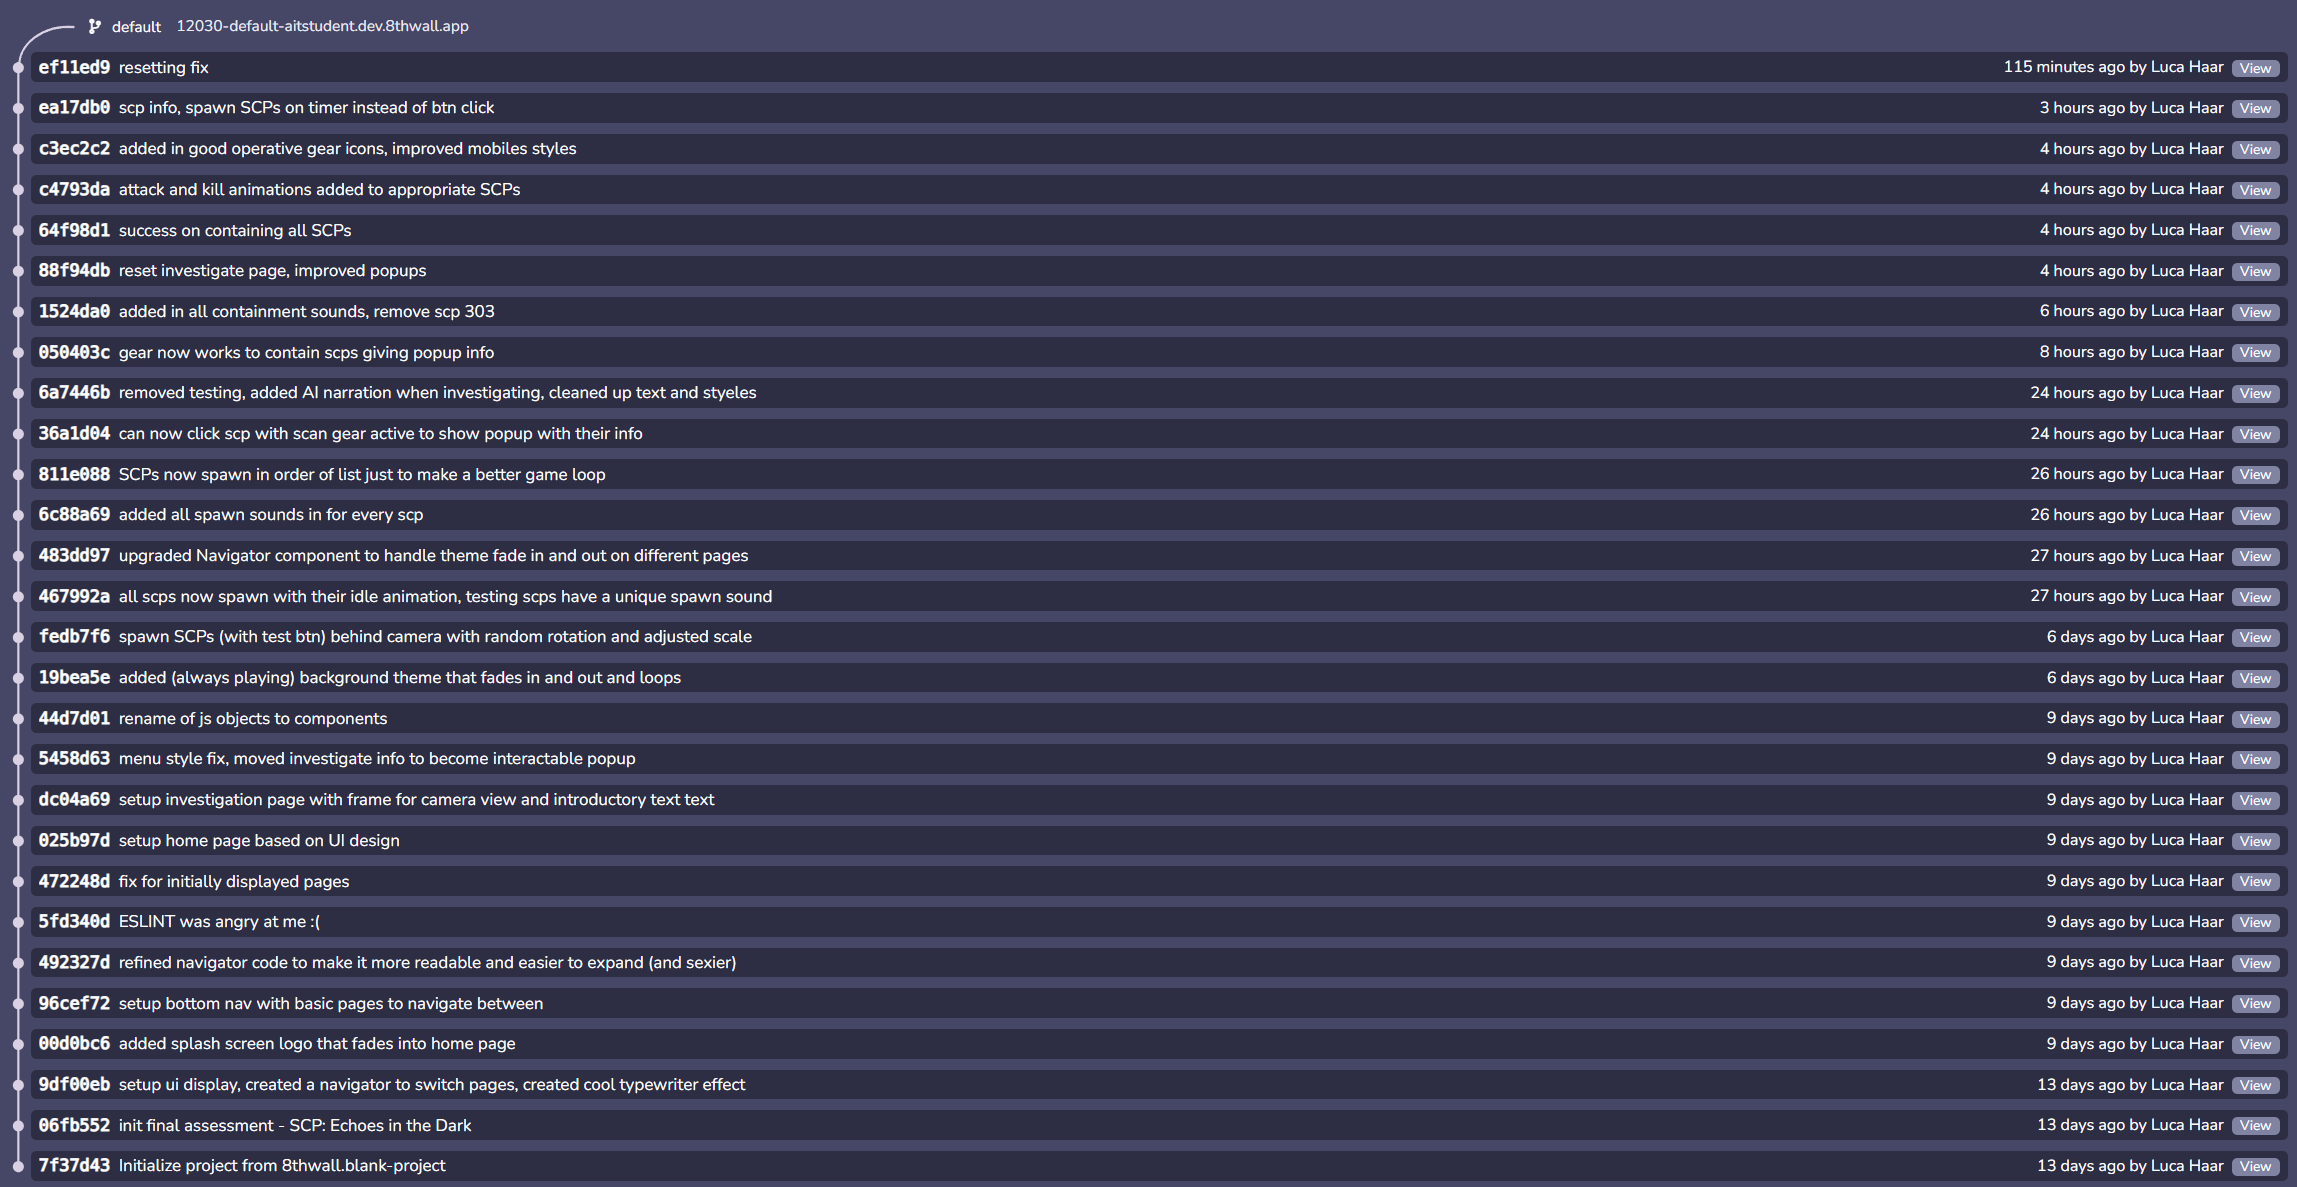 default 12030-default-aitstudent.dev.8thwall.app
ef11ed9 resetting fix 115 minutes ago by Luca Haar View
ea17db0 scp info, spawn SCPs on timer instead of btn click 3 hours ago by Luca Haar View
c3ec2c2 added in good operative gear icons, improved mobiles styles 4 hours ago by Luca Haar View
c4793da attack and kill animations added to appropriate SCPs 4 hours ago by Luca Haar View
64f98d1 success on containing all SCPs 4 hours ago by Luca Haar View
88f94db reset investigate page, improved popups 4 hours ago by Luca Haar View
1524da0 added in all containment sounds, remove scp 303 6 hours ago by Luca Haar View
050403c gear now works to contain scps giving popup info 8 hours ago by Luca Haar View
6a7446b removed testing, added AI narration when investigating, cleaned up text and styeles 24 hours ago by Luca Haar View
36a1d04 can now click scp with scan gear active to show popup with their info 24 hours ago by Luca Haar View
811e088 SCPs now spawn in order of list just to make a better game loop 26 hours ago by Luca Haar View
6c88a69 added all spawn sounds in for every scp 26 hours ago by Luca Haar View
483dd97 upgraded Navigator component to handle theme fade in and out on different pages 27 hours ago by Luca Haar View
467992a all scps now spawn with their idle animation, testing scps have a unique spawn sound 27 hours ago by Luca Haar View
fedb7f6 spawn SCPs (with test btn) behind camera with random rotation and adjusted scale 6 days ago by Luca Haar View
19bea5e added (always playing) background theme that fades in and out and loops 6 days ago by Luca Haar View
44d7d01 rename of js objects to components 9 days ago by Luca Haar View
5458d63 menu style fix, moved investigate info to become interactable popup 9 days ago by Luca Haar View
dc04a69 setup investigation page with frame for camera view and introductory text text 9 days ago by Luca Haar View
025b97d setup home page based on UI design 9 days ago by Luca Haar View
472248d fix for initially displayed pages 9 days ago by Luca Haar View
5fd340d ESLINT was angry at me :( 9 days ago by Luca Haar View
492327d refined navigator code to make it more readable and easier to expand (and sexier) 9 days ago by Luca Haar View
96cef72 setup bottom nav with basic pages to navigate between 9 days ago by Luca Haar View
00d0bc6 added splash screen logo that fades into home page 9 days ago by Luca Haar View
9df00eb setup ui display, created a navigator to switch pages, created cool typewriter effect 13 days ago by Luca Haar View
06fb552 init final assessment - SCP: Echoes in the Dark 13 days ago by Luca Haar View
7f37d43 Initialize project from 8thwall.blank-project 13 days ago by Luca Haar View